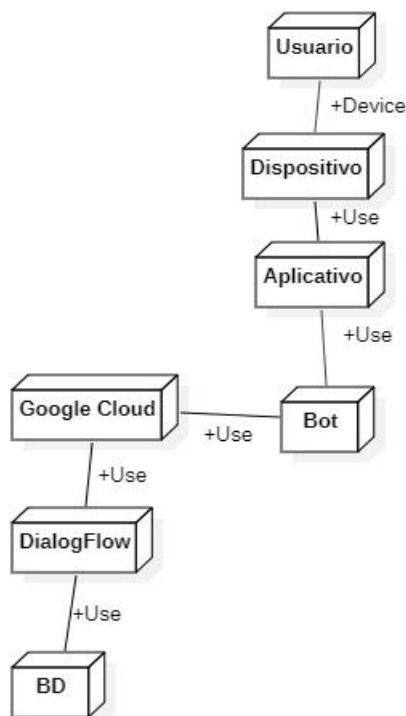 Usuario
+Device
Dispositivo
+Use
Aplicativo
+Use
Google Cloud
Bot
+Use
+Use
DialogFlow
+Use
BD